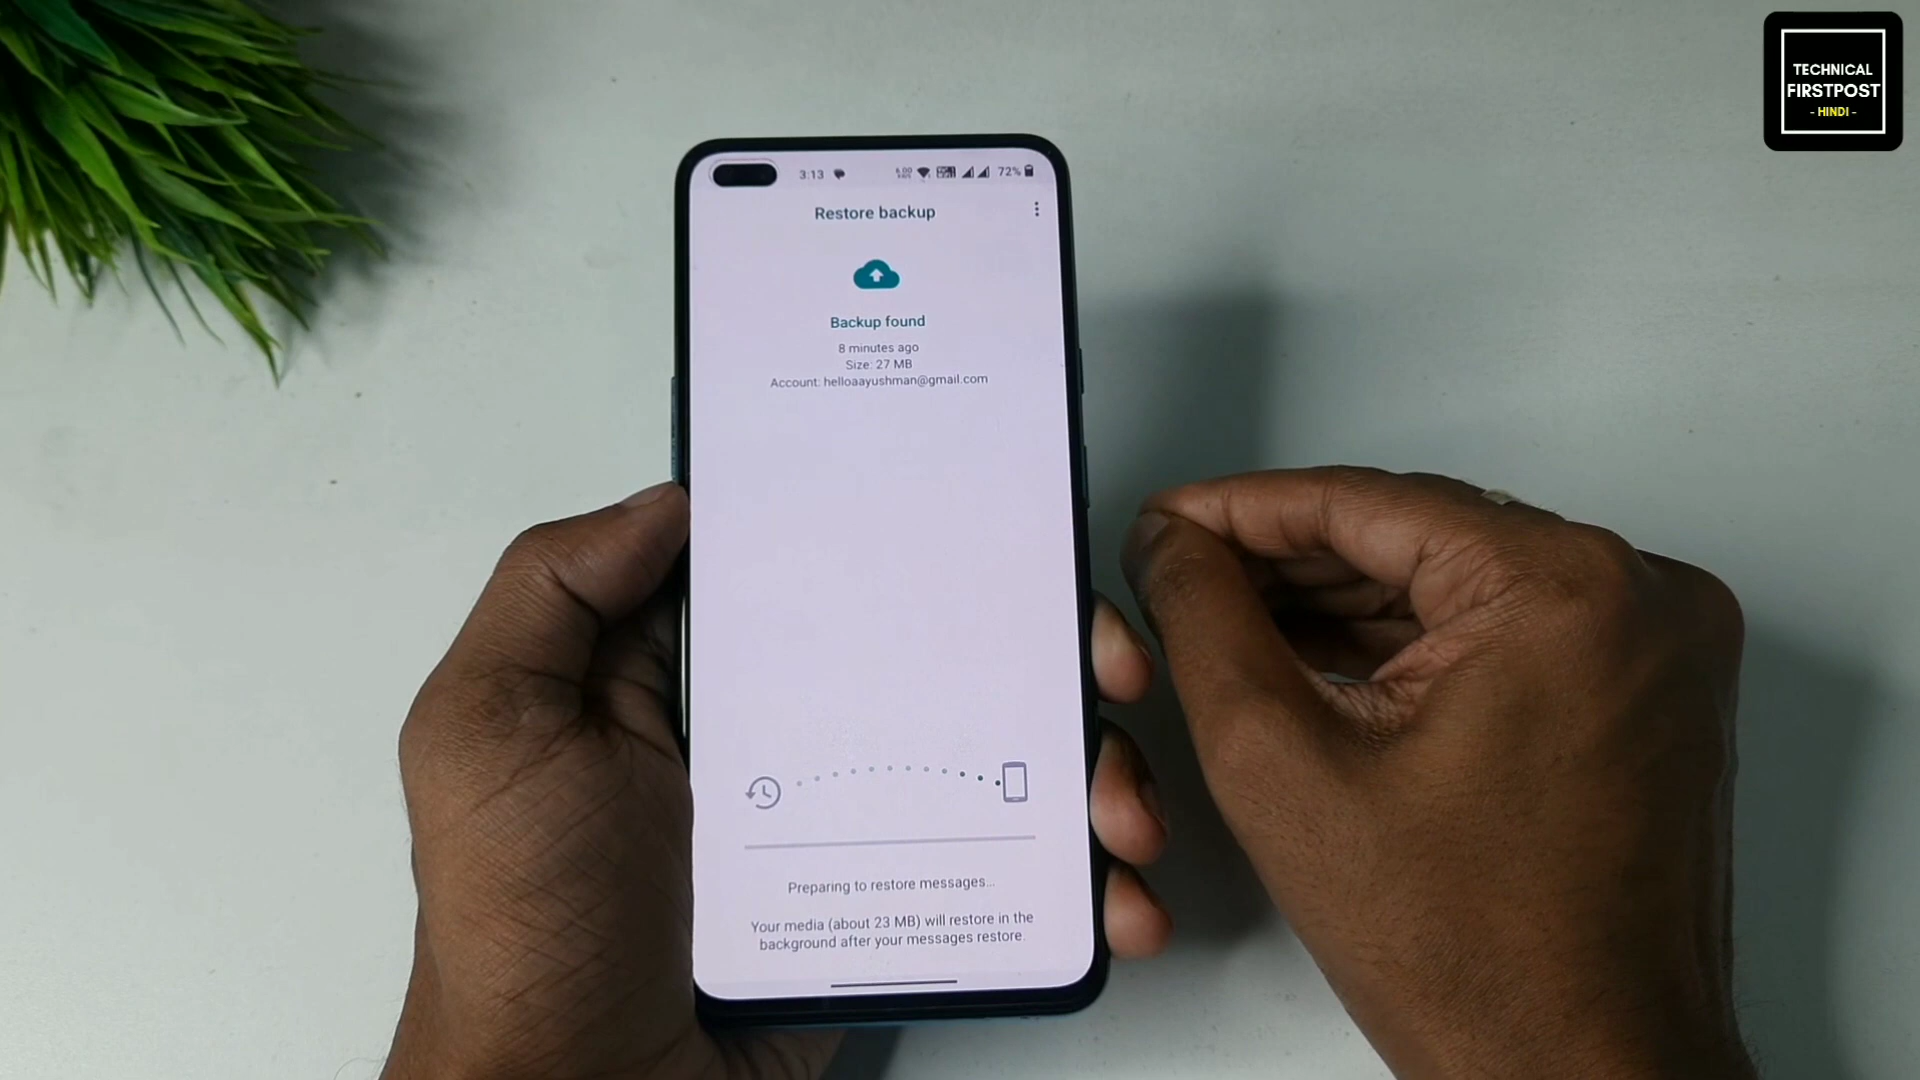 TECHNICAL
FIRSTPOST
- HINDI -
3:13
72%
Restore backup
Backup found
8 minutes ago
Size: 27 MB
Account: helloaayushman@gmail.com
Preparing to restore messages...
Your media (about 23 MB) will restore in the
background after your messages restore.